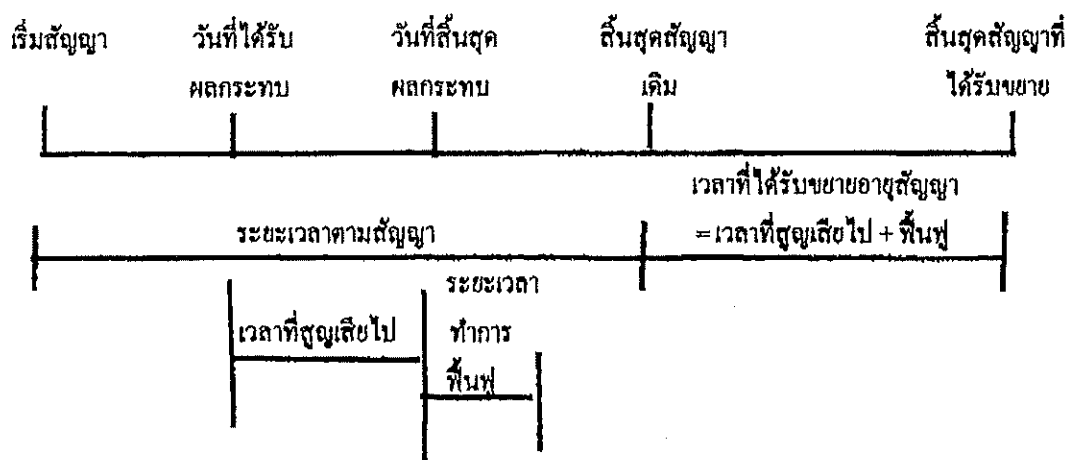 เริ่มสัญญา วันที่ได้รับ วันที่สิ้นสุด สิ้นสุดสัญญา สิ้นสุดสัญญาที่
ผลกระทบ ผลกระทบ เดิม ได้รับขยาย
เวลาที่ได้รับขยายอายุสัญญา
ระยะเวลาตามสัญญา =เวลาที่สูญเสียไป + ฟื้นฟู
ระยะเวลา
เวลาที่สูญเสียไป ทำการ
ฟื้นฟู